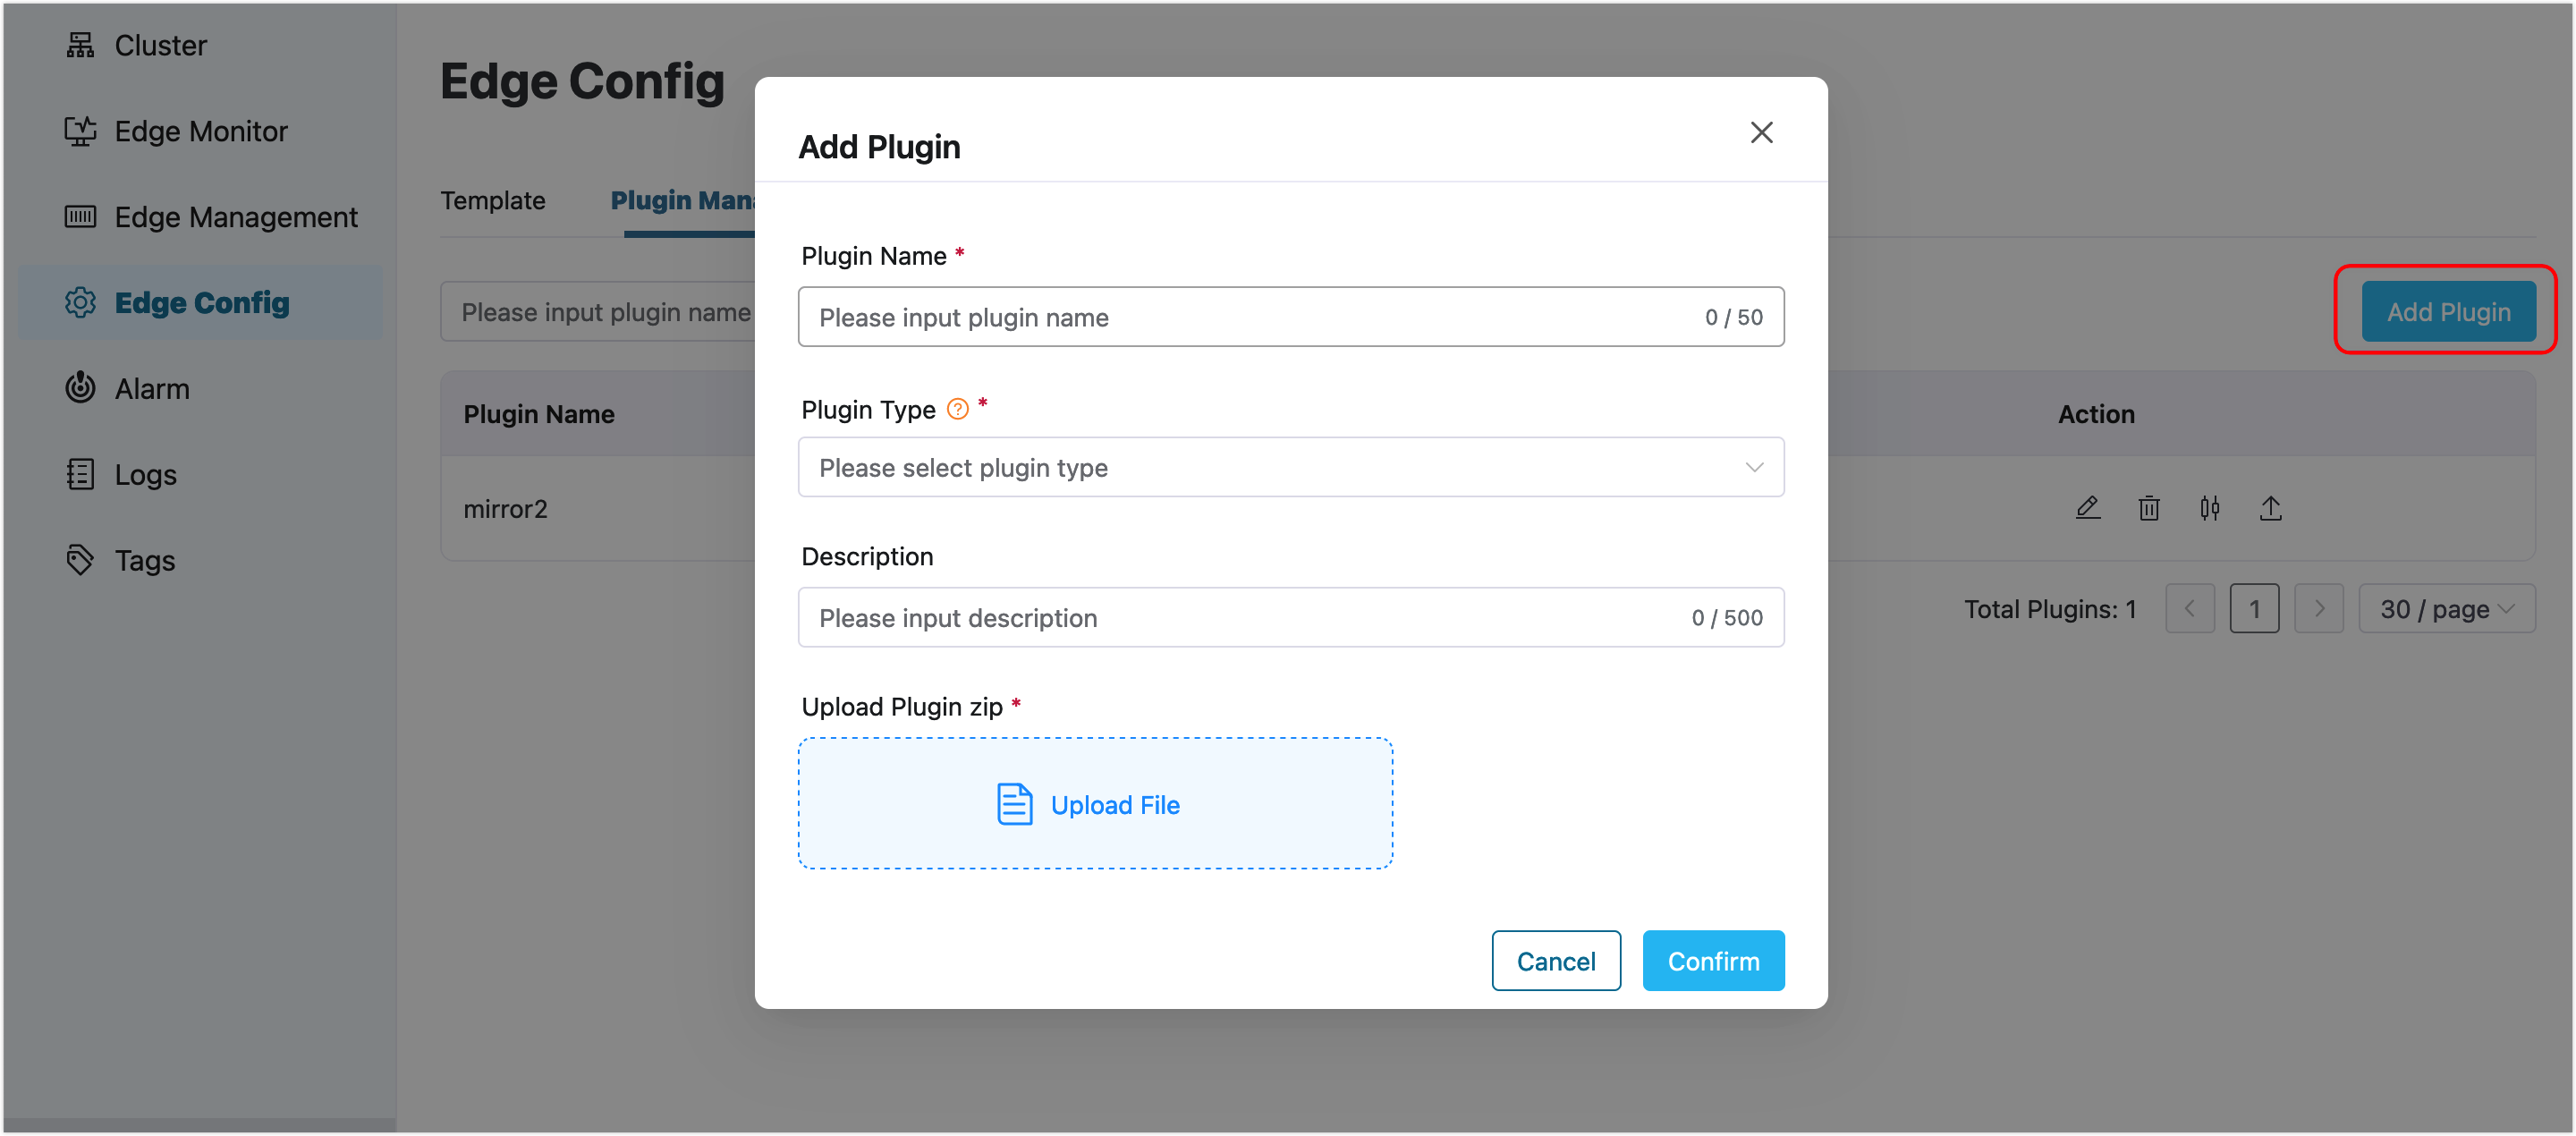 Cluster
Edge Monitor
Edge Management
Edge Config
Alarm
Logs
Tags
Edge Config
Template
Plugin Mana
Please input plugin name
Add Plugin
Plugin Name
Action
mirror2
Total Plugins: 1
1
30 / page
Add Plugin
Plugin Name *
Please input plugin name
0 / 50
Plugin Type ? *
Please select plugin type
Description
Please input description
0 / 500
Upload Plugin zip *
Upload File
Cancel
Confirm